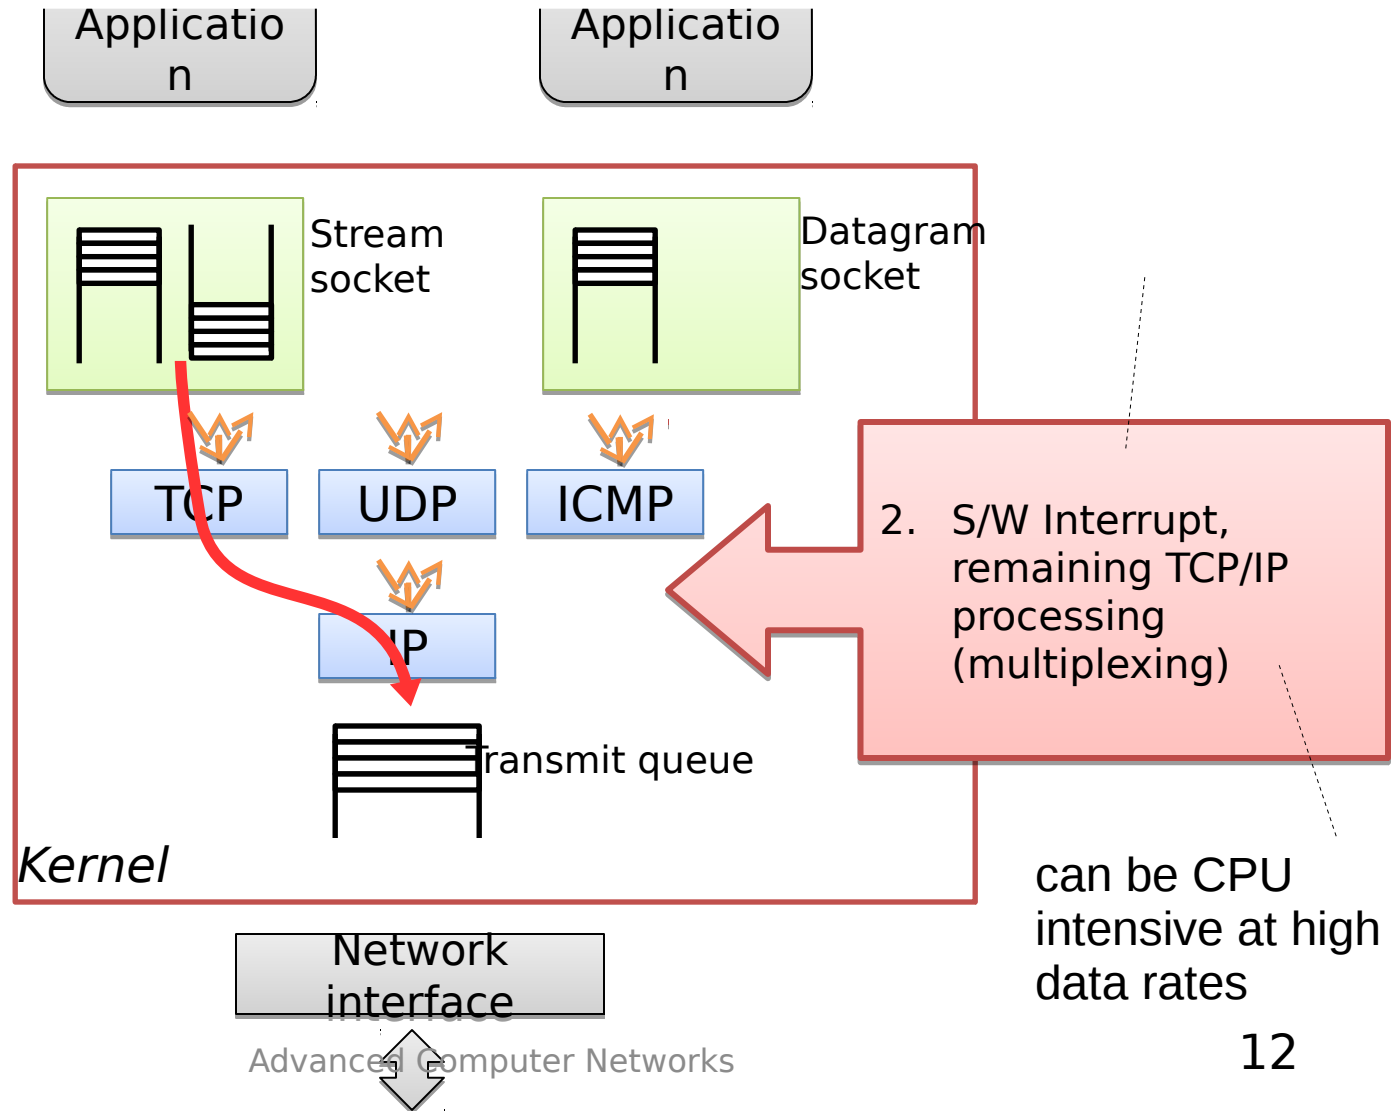 Applicatio
n
Applicatio
n
Stream
socket
Datagram
socket
TCP
UDP
ICMP
2. S/W Interrupt,
remaining TCP/IP
processing
(multiplexing)
IP
Transmit queue
Kernel
can be CPU
intensive at high
data rates
Network
interface
Advanced Computer Networks
12